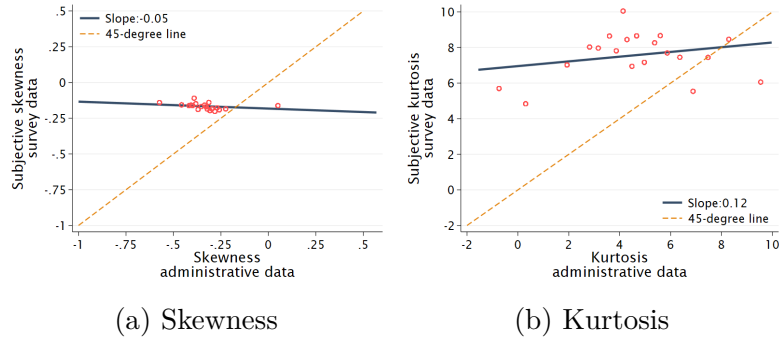 .5
.25
0
-.25
-.5
-.75
-1
Subjective skewness
survey data
Slope:-0.05
45-degree line
-1
-.75
-.5
-.25
0
.25
.5
Skewness
administrative data
(a) Skewness
10
8
6
4
2
0
-2
Subjective kurtosis
survey data
Slope:0.12
45-degree line
-2
0
2
4
6
8
10
Kurtosis
administrative data
(b) Kurtosis